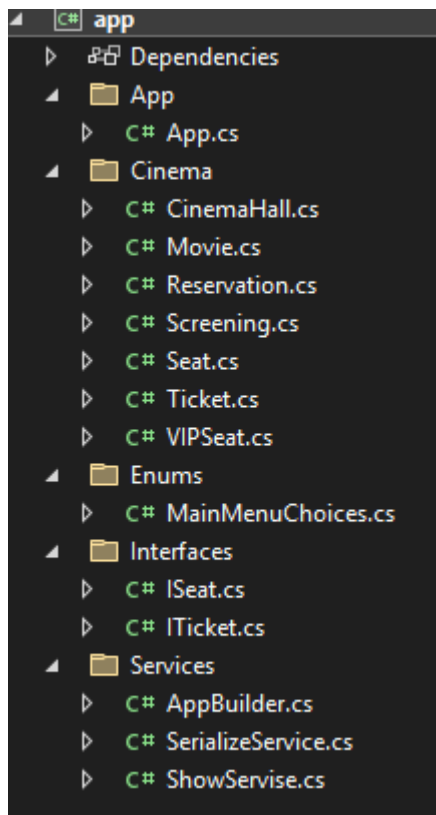 C# app
Dependencies
App
C# App.cs
Cinema
C# CinemaHall.cs
C# Movie.cs
C# Reservation.cs
C# Screening.cs
C# Seat.cs
C# Ticket.cs
C# VIPSeat.cs
Enums
C# MainMenuChoices.cs
Interfaces
C# ISeat.cs
C# ITicket.cs
Services
C# AppBuilder.cs
C# SerializeService.cs
C# ShowServise.cs